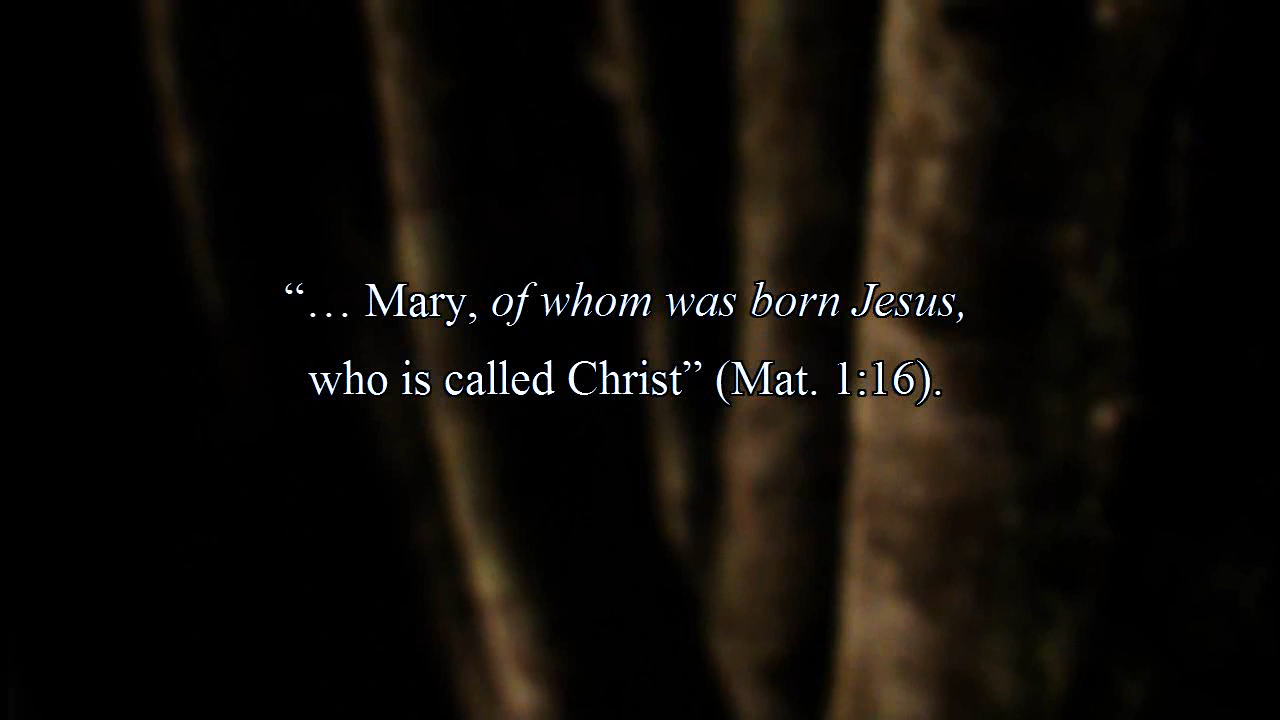 “… Mary, of whom was born Jesus,
who is called Christ” (Mat. 1:16).